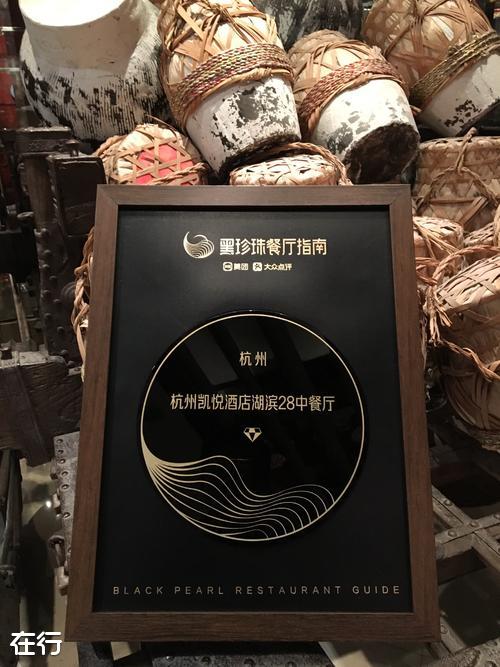 黑珍珠餐厅指南
美团 大众点评
杭州
杭州凯悦酒店湖滨28中餐厅
BLACK PEARL RESTAURANT GUIDE
在行